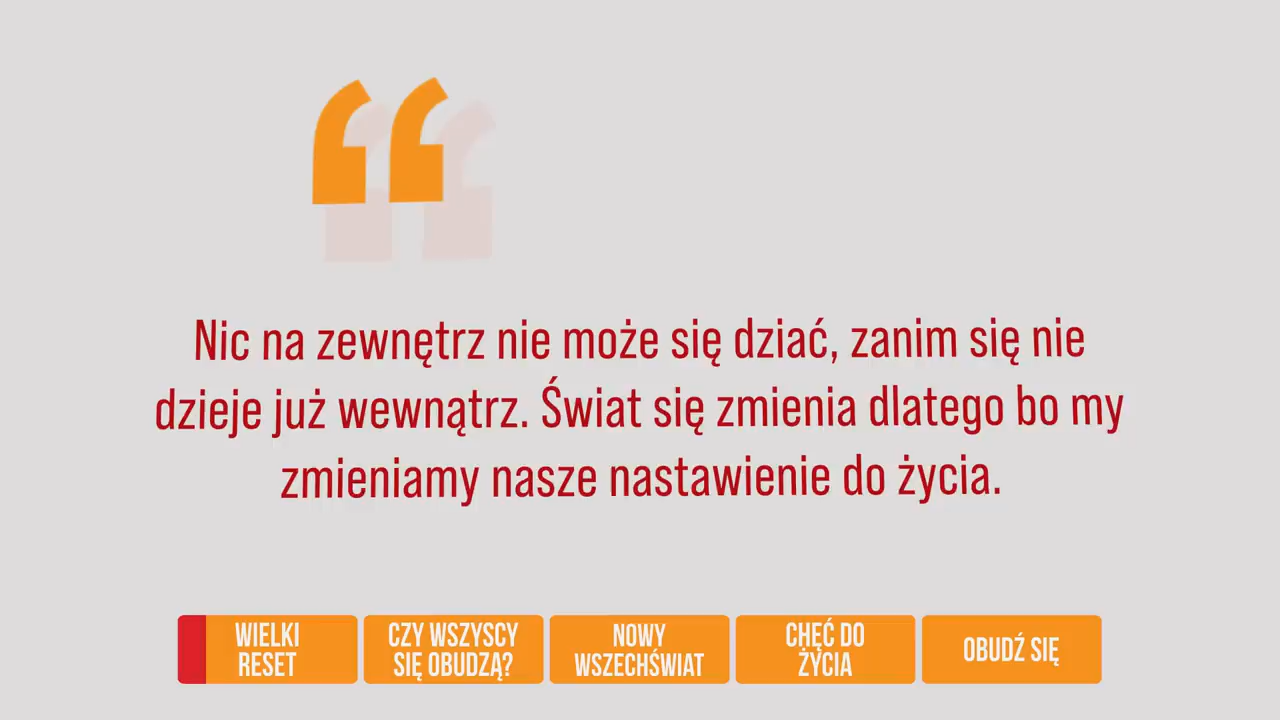 Nic na zewnętrz nie może się dziać, zanim się nie
dzieje już wewnątrz. Świat się zmienia dlatego bo my
zmieniamy nasze nastawienie do życia.
WIELKI
RESET
CZY WSZYSCY
SIĘ OBUDZĄ?
NOWY
WSZECHŚWIAT
CHĘĆ DO
ŻYCIA
OBUDŹ SIĘ